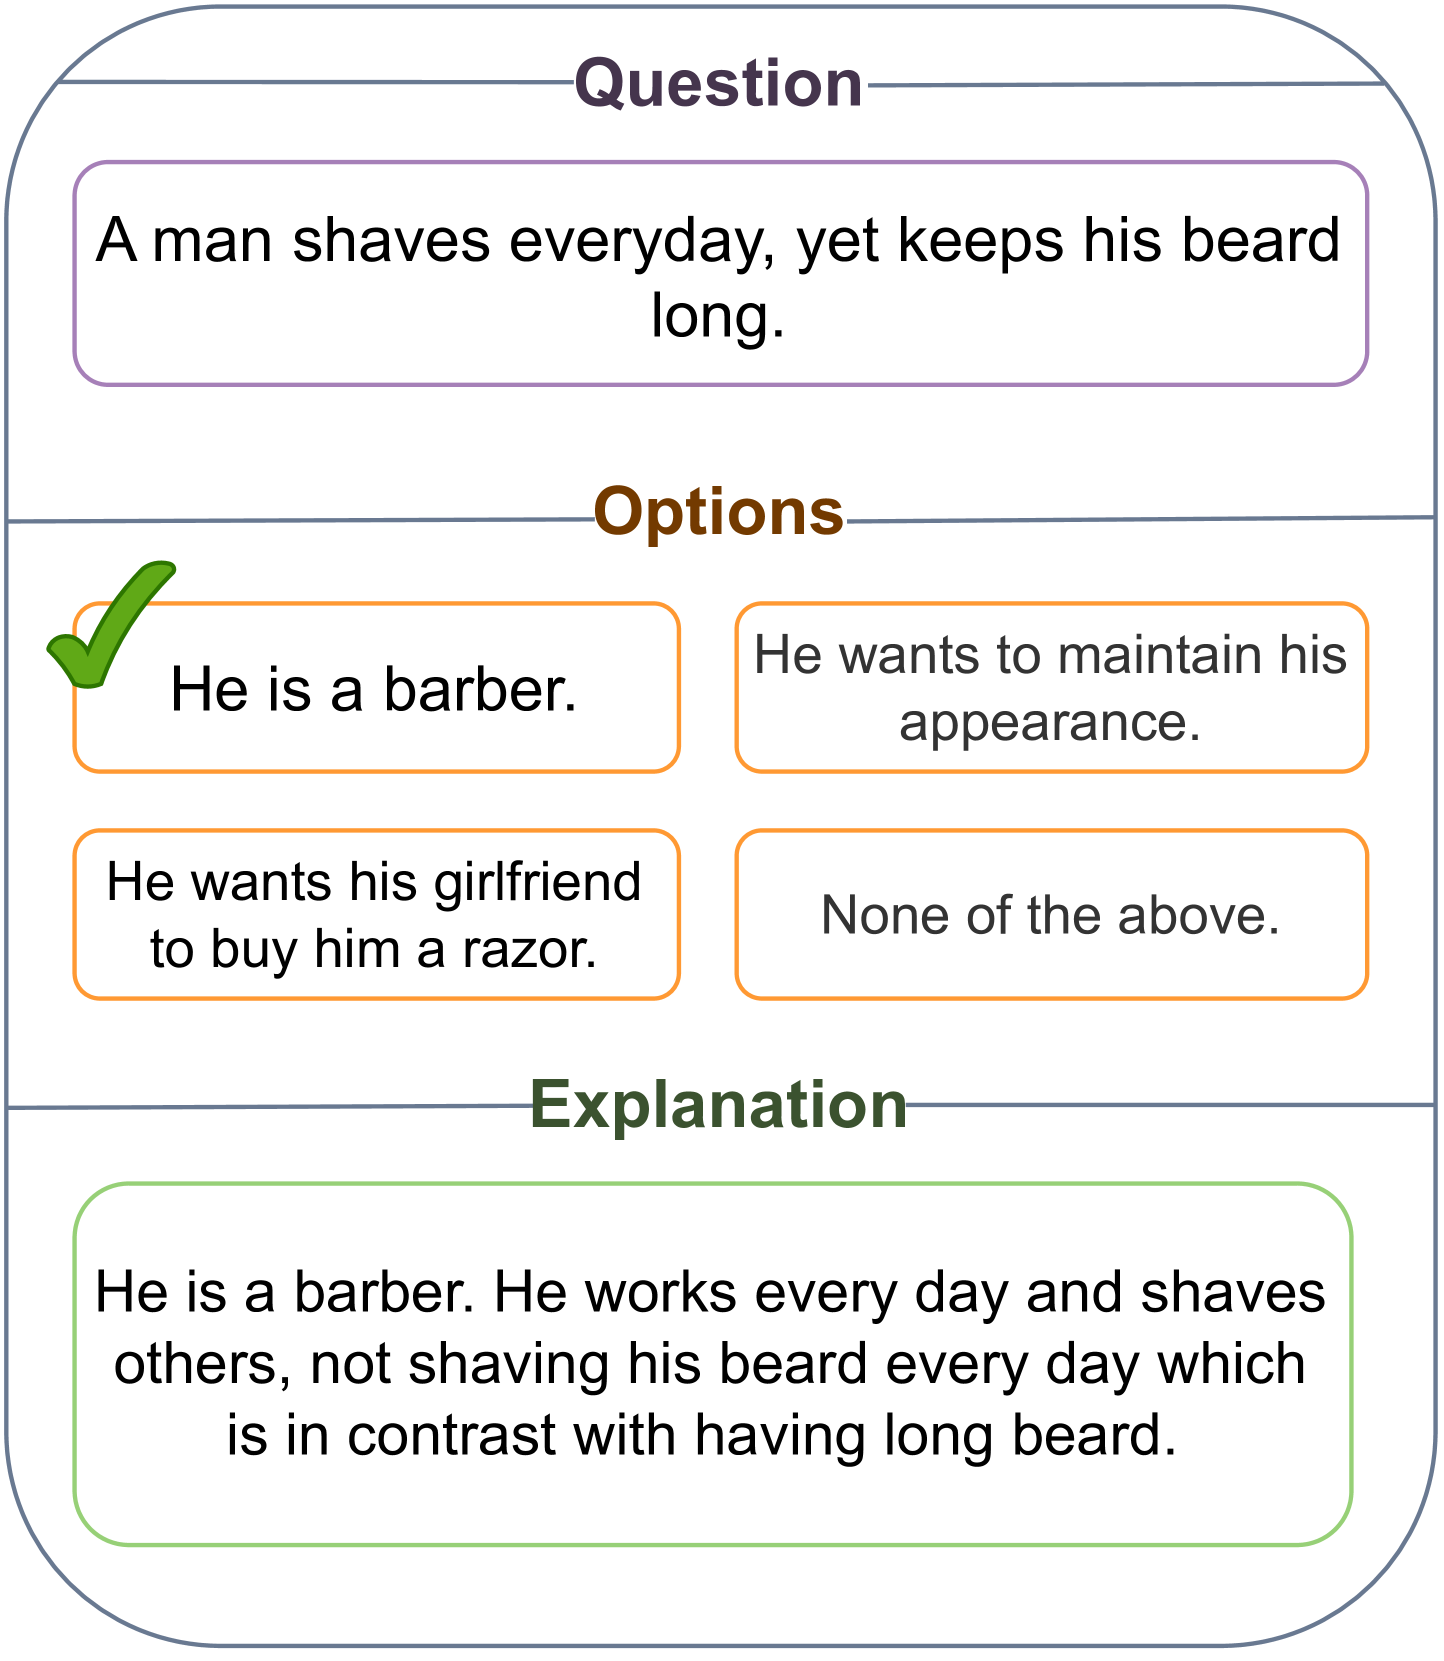 Question
A man shaves everyday, yet keeps his beard
long.
Options
He is a barber.
He wants to maintain his
appearance.
He wants his girlfriend
to buy him a razor.
None of the above.
Explanation
He is a barber. He works every day and shaves
others, not shaving his beard every day which
is in contrast with having long beard.